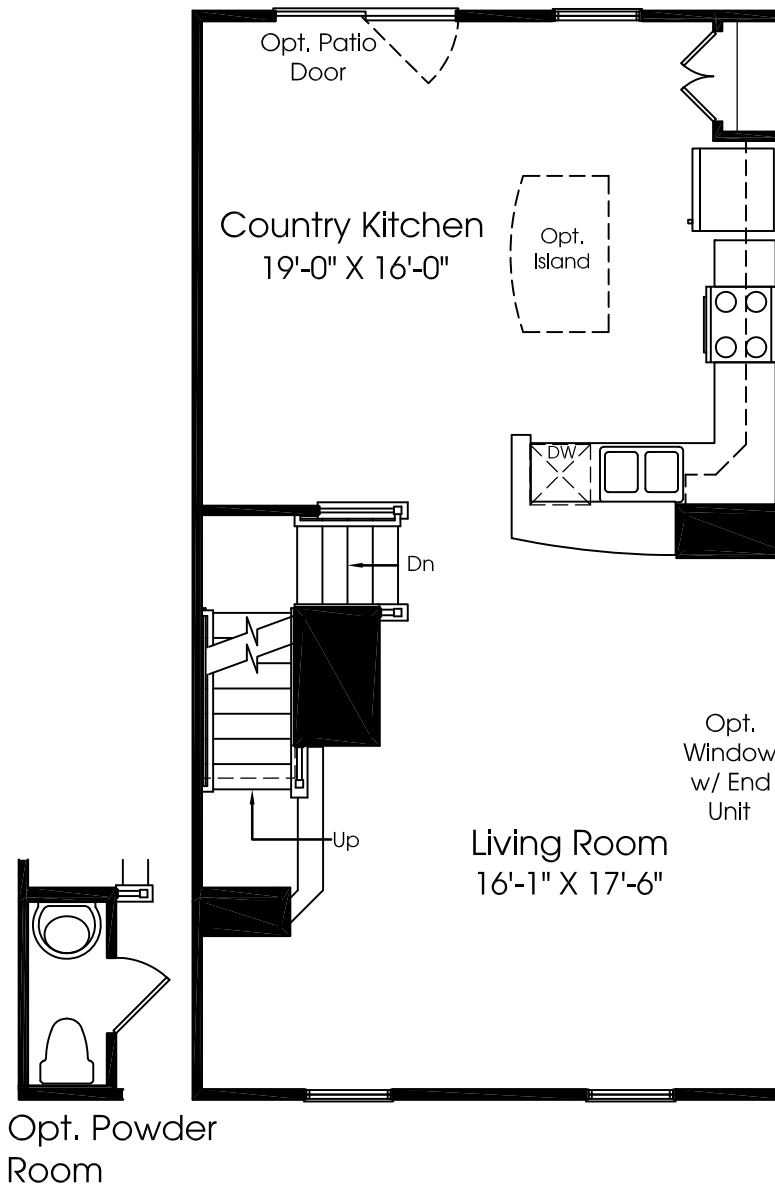 Opt. Patio
Door
Country Kitchen
19'-0" X 16'-0"
Opt.
Island
DW
Dn
Opt.
Window
w/ End
Unit
Up
Living Room
16'-1" X 17'-6"
Opt. Powder
Room